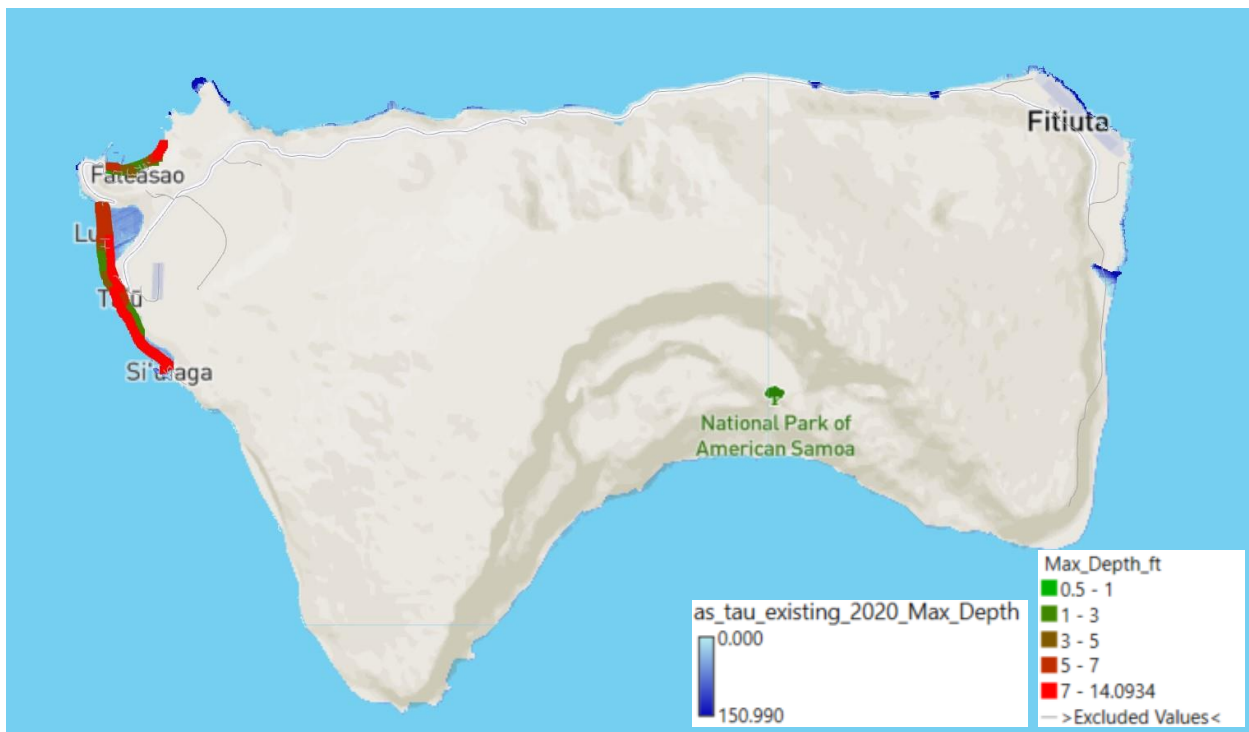 Fitiuta
Faleasao
Lu
Si'ufaga
National Park of
American Samoa
as_tau_existing_2020_Max_Depth
0.000
150.990
Max_Depth_ft
0.5 - 1
1 - 3
3 - 5
5 - 7
7 - 14.0934
>Excluded Values<